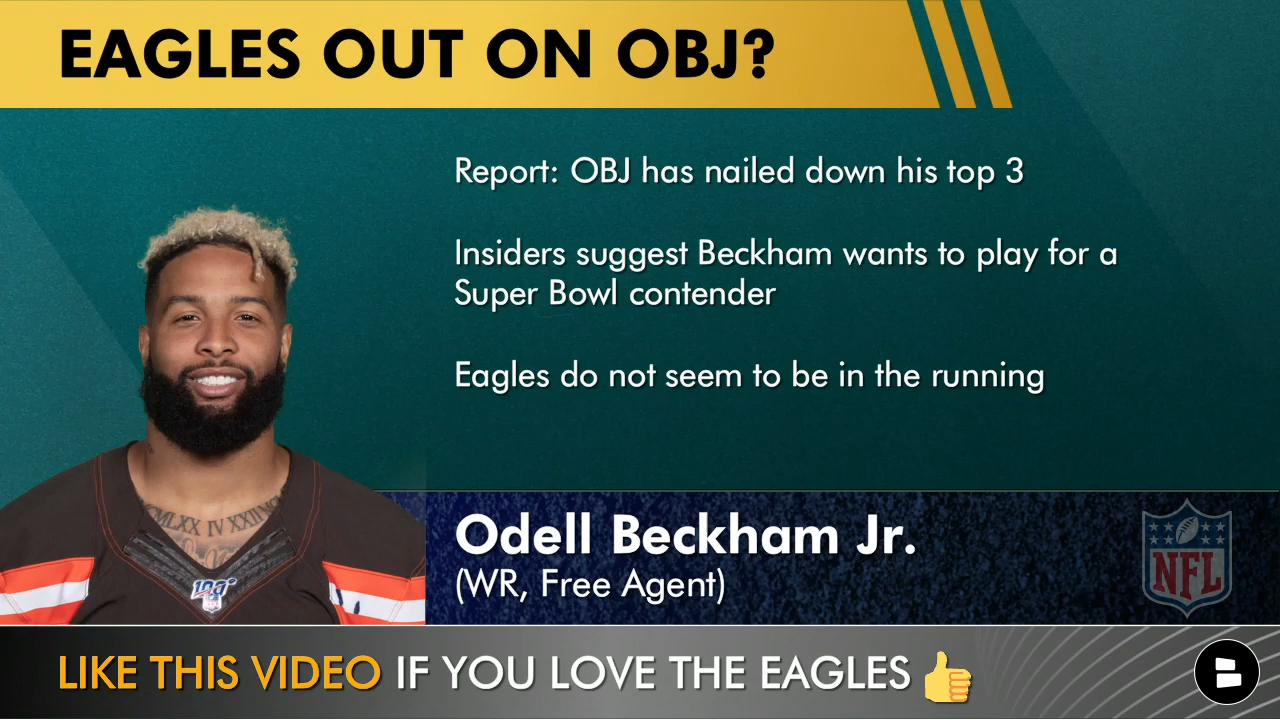 EAGLES OUT ON OBJ?
Report: OBJ has nailed down his top 3
Insiders suggest Beckham wants to play for a
Super Bowl contender
Eagles do not seem to be in the running
Odell Beckham Jr.
(WR, Free Agent)
NFL
LIKE THIS VIDEO IF YOU LOVE THE EAGLES